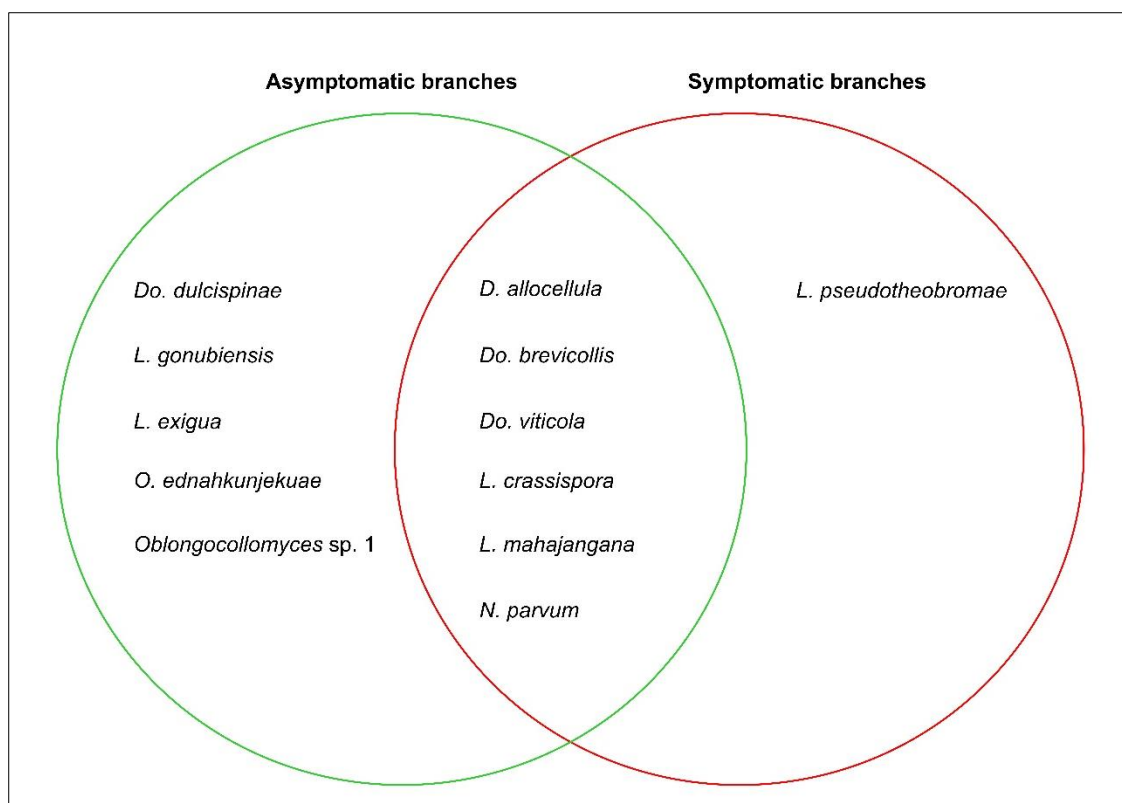 Asymptomatic branches
Symptomatic branches
Do. dulcispinae
L. gonubiensis
L. exigua
O. ednahkunjekuae
Oblongocollomyces sp. 1
D. allocellula
Do. brevicollis
Do. viticola
L. crassispora
L. mahajangana
N. parvum
L. pseudotheobromae